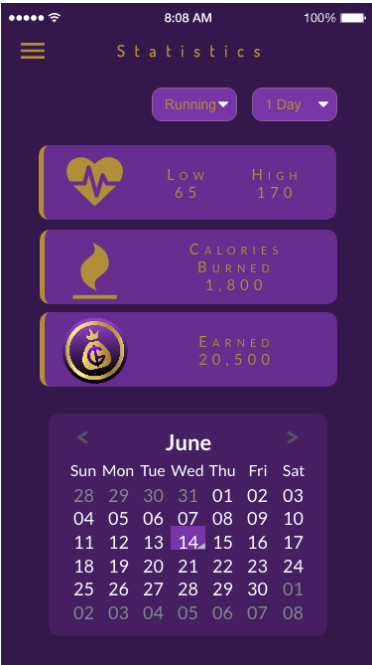 8:08 AM 100%
Statistics
Running 1 Day
Low High
65 170
Calories
Burned
1,800
Earned
20,500
< June >
Sun Mon Tue Wed Thu Fri Sat
28 29 30 31 01 02 03
04 05 06 07 08 09 10
11 12 13 14 15 16 17
18 19 20 21 22 23 24
25 26 27 28 29 30 01
02 03 04 05 06 07 08